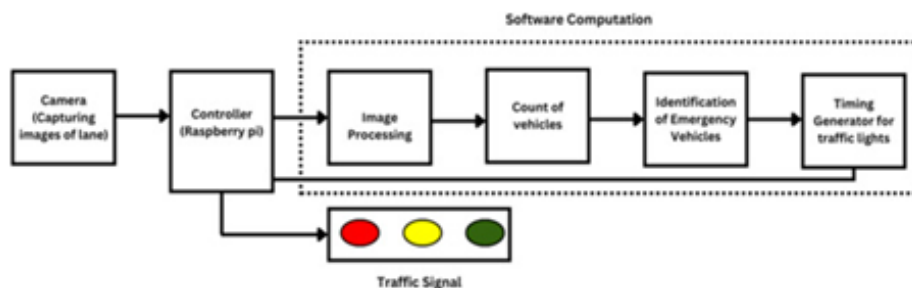 Software Computation
Camera
(Capturing
images of lane)
Controller
(Raspberry pi)
Image
Processing
Count of
vehicles
Identification
of Emergency
Vehicles
Timing
Generator for
traffic lights
Traffic Signal